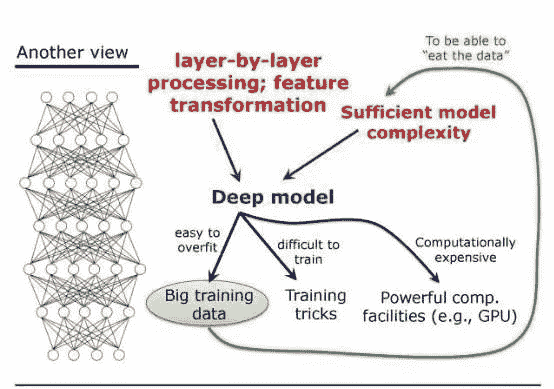 Another view
layer-by-layer
processing; feature
transformation
To be able to
"eat the data"
Sufficient model
complexity
Deep model
easy to
overfit
difficult to
train
Computationally
expensive
Big training
data
Training
tricks
Powerful comp.
facilities (e.g., GPU)